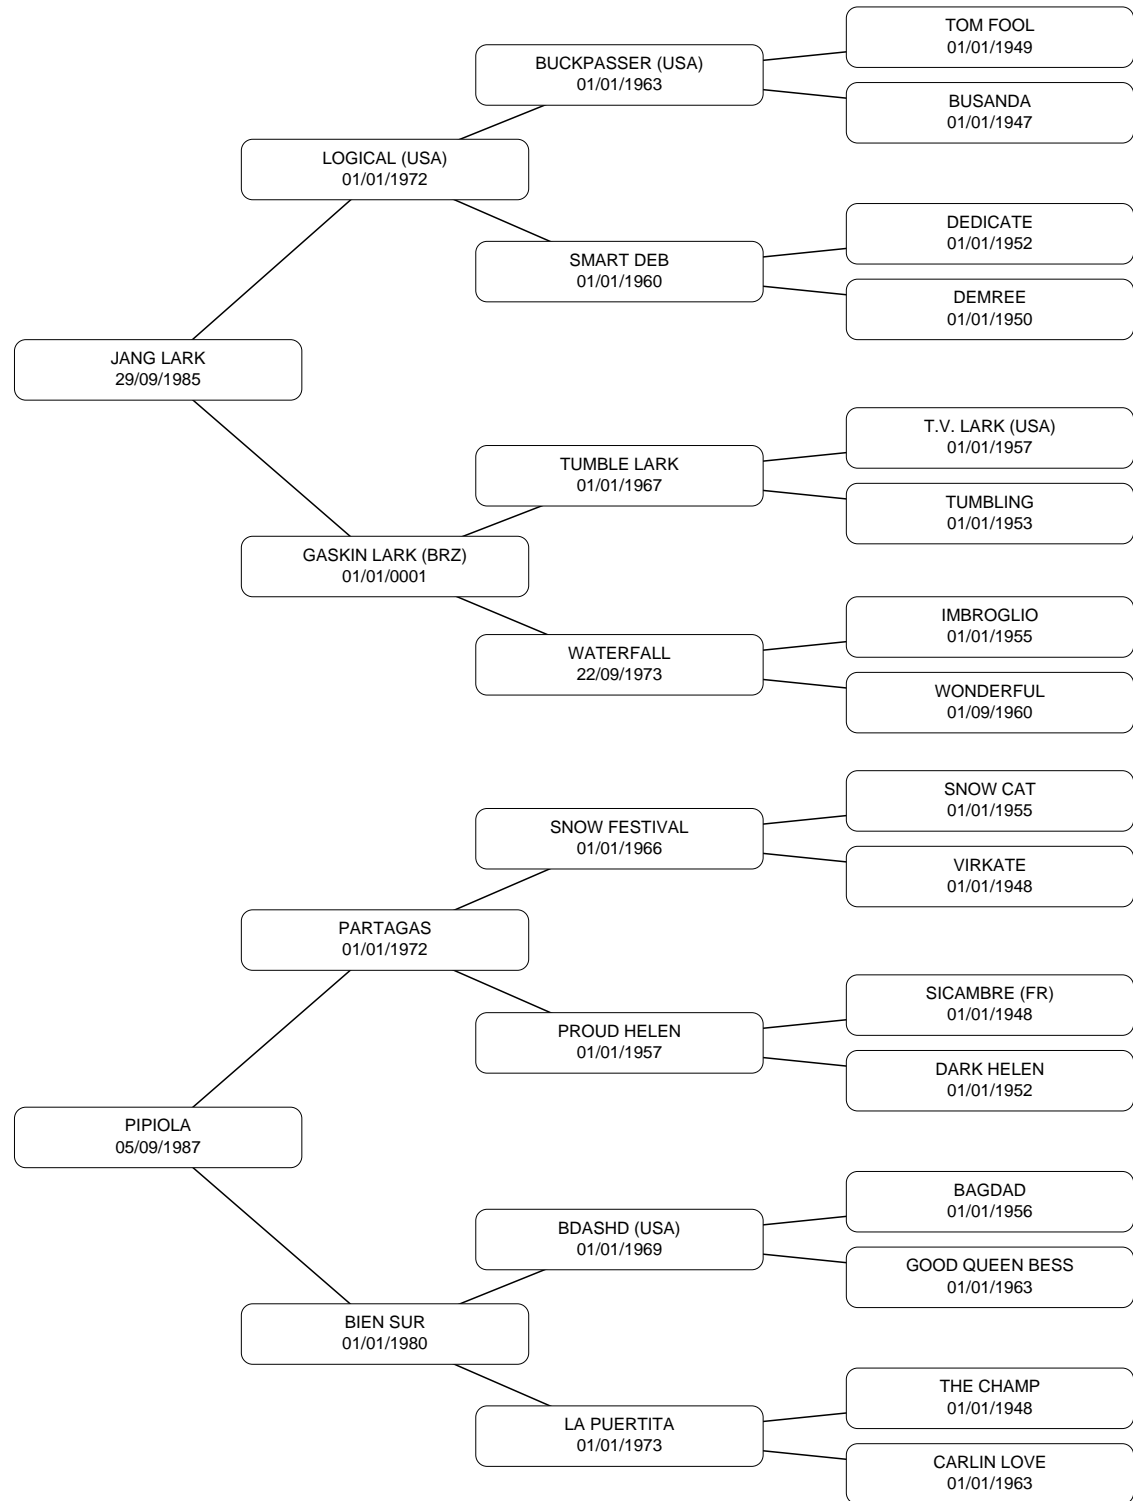 TOM FOOL
01/01/1949
BUCKPASSER (USA)
01/01/1963
BUSANDA
01/01/1947
LOGICAL (USA)
01/01/1972
DEDICATE
01/01/1952
SMART DEB
01/01/1960
DEMREE
01/01/1950
JANG LARK
29/09/1985
T.V. LARK (USA)
01/01/1957
TUMBLE LARK
01/01/1967
TUMBLING
01/01/1953
GASKIN LARK (BRZ)
01/01/0001
IMBROGLIO
01/01/1955
WATERFALL
22/09/1973
WONDERFUL
01/09/1960
SNOW CAT
01/01/1955
SNOW FESTIVAL
01/01/1966
VIRKATE
01/01/1948
PARTAGAS
01/01/1972
SICAMBRE (FR)
01/01/1948
PROUD HELEN
01/01/1957
DARK HELEN
01/01/1952
PIPIOLA
05/09/1987
BAGDAD
01/01/1956
BDASHD (USA)
01/01/1969
GOOD QUEEN BESS
01/01/1963
BIEN SUR
01/01/1980
THE CHAMP
01/01/1948
LA PUERTITA
01/01/1973
CARLIN LOVE
01/01/1963